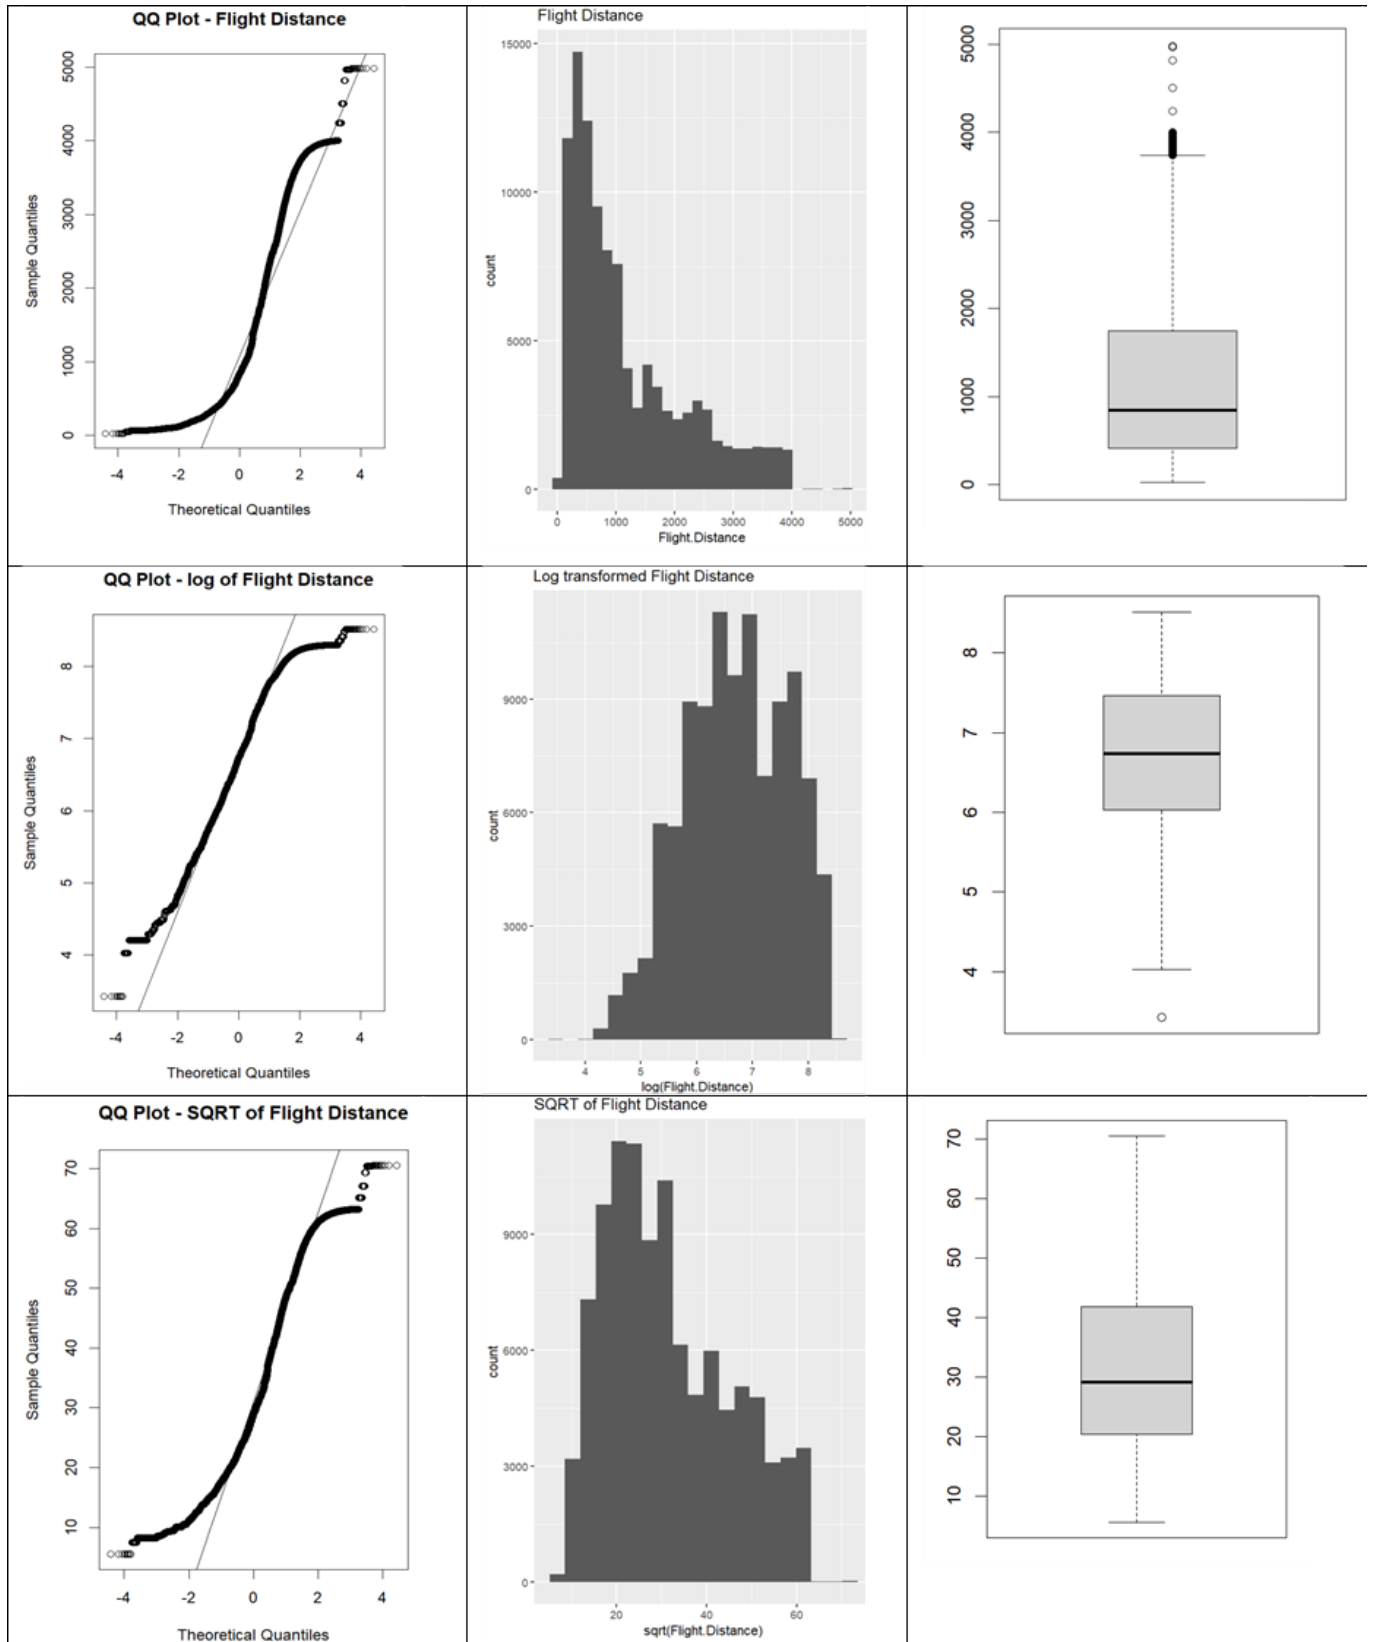 QQ Plot - Flight Distance
Sample Quantiles
0
1000
2000
3000
4000
5000
-4 -2 0 2 4
Theoretical Quantiles
Flight Distance
count
15000
10000
5000
0
0 1000 2000 3000 4000 5000
Flight.Distance
5000
4000
3000
2000
1000
0
QQ Plot - log of Flight Distance
Sample Quantiles
8
7
6
5
4
-4 -2 0 2 4
Theoretical Quantiles
Log transformed Flight Distance
count
9000
6000
3000
0
4 5 6 7 8
log(Flight.Distance)
8
7
6
5
4
QQ Plot - SQRT of Flight Distance
Sample Quantiles
70
60
50
40
30
20
10
-4 -2 0 2 4
Theoretical Quantiles
SQRT of Flight Distance
count
9000
6000
3000
0
20 40 60
sqrt(Flight.Distance)
70
60
50
40
30
20
10